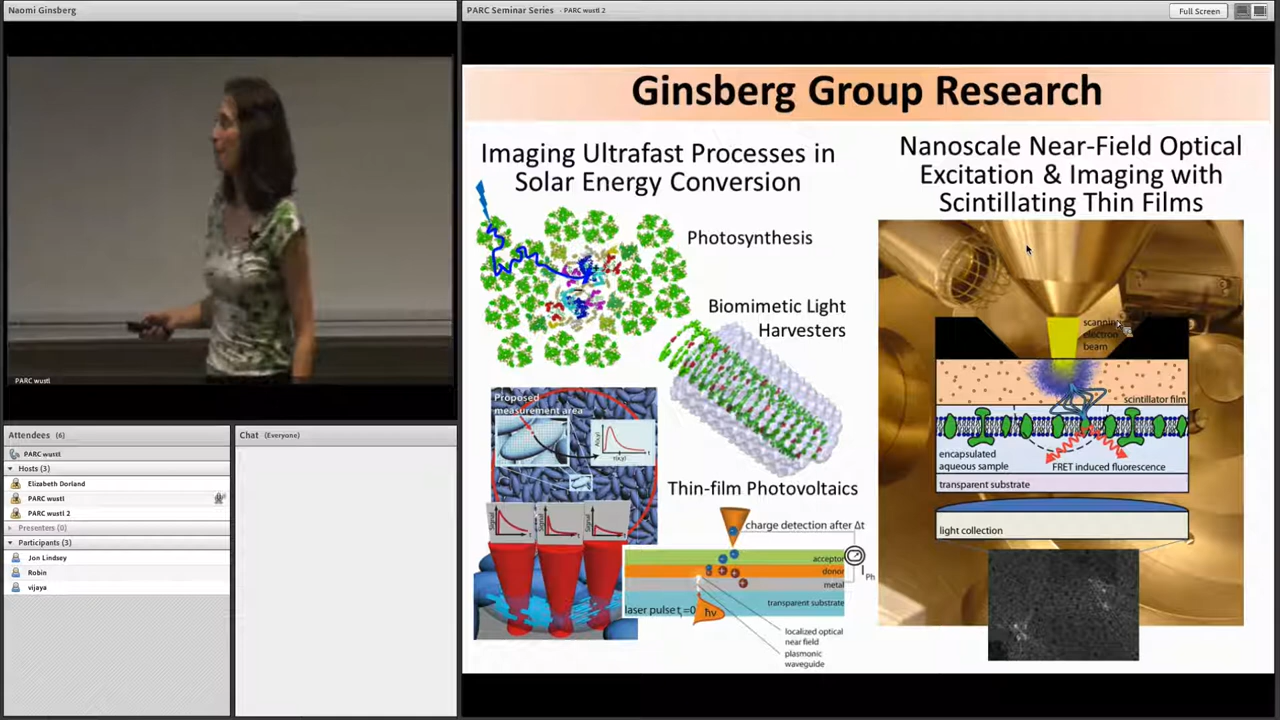 Naomi Ginsberg
PARC Seminar Series - PARC wustl 2
Full Screen
PARC wustl
Attendees (6)
PARC wustl
Hosts (3)
Elizabeth Dorland
PARC wustl
PARC wustl 2
Presenters (0)
Participants (3)
Jon Lindsey
Robin
vijaya
Chat (Everyone)
Ginsberg Group Research
Imaging Ultrafast Processes in
Solar Energy Conversion
Photosynthesis
Biomimetic Light
Harvesters
Proposed
measurement area
Signal
Signal
Signal
Thin-film Photovoltaics
charge detection after Δt
acceptor
donor
metal
I Ph
transparent substrate
laser pulse t=0
hν
localized optical
near field
plasmonic
waveguide
Nanoscale Near-Field Optical
Excitation & Imaging with
Scintillating Thin Films
scanning
electron
beam
scintillator film
encapsulated
aqueous sample
FRET induced fluorescence
transparent substrate
light collection